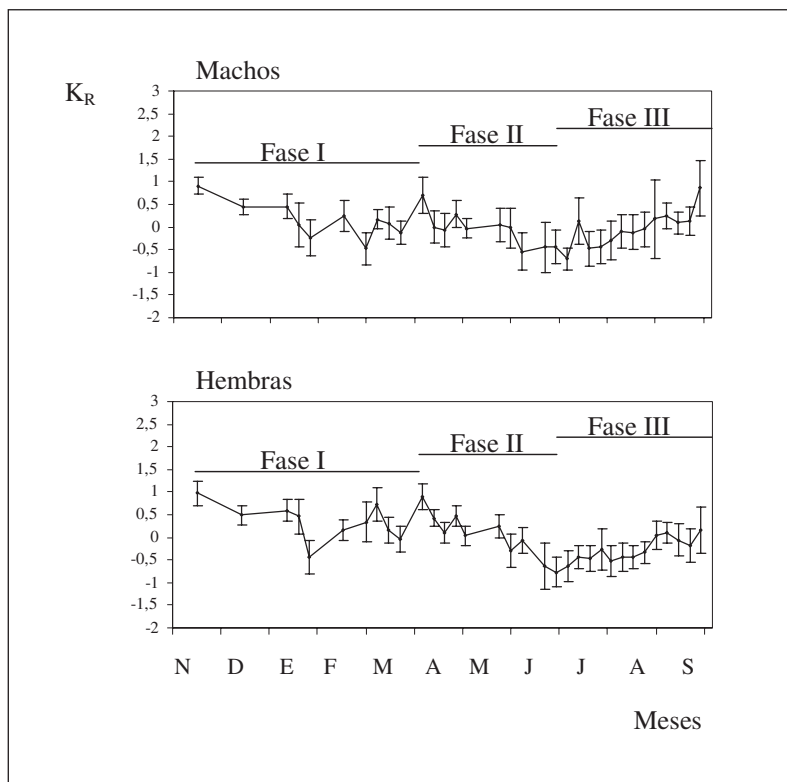 Machos
K_R
3
2,5
2
1,5
1
0,5
0
-0,5
-1
-1,5
-2
Fase I
Fase II
Fase III
Hembras
3
2,5
2
1,5
1
0,5
0
-0,5
-1
-1,5
-2
Fase I
Fase II
Fase III
N D E F M A M J J A S
Meses